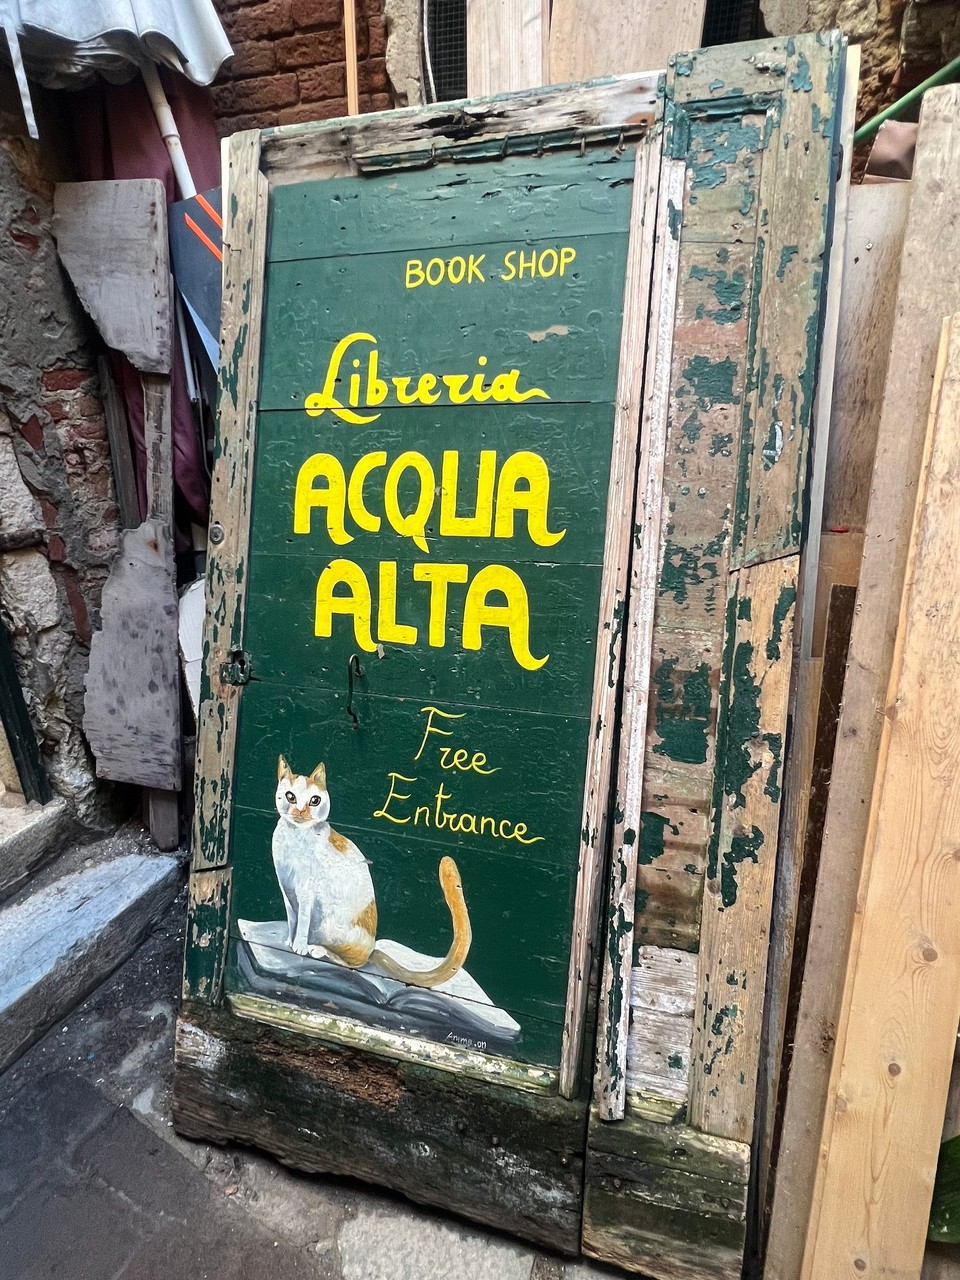 BOOK SHOP
Libreria
ACQUA
ALTA
Free
Entrance